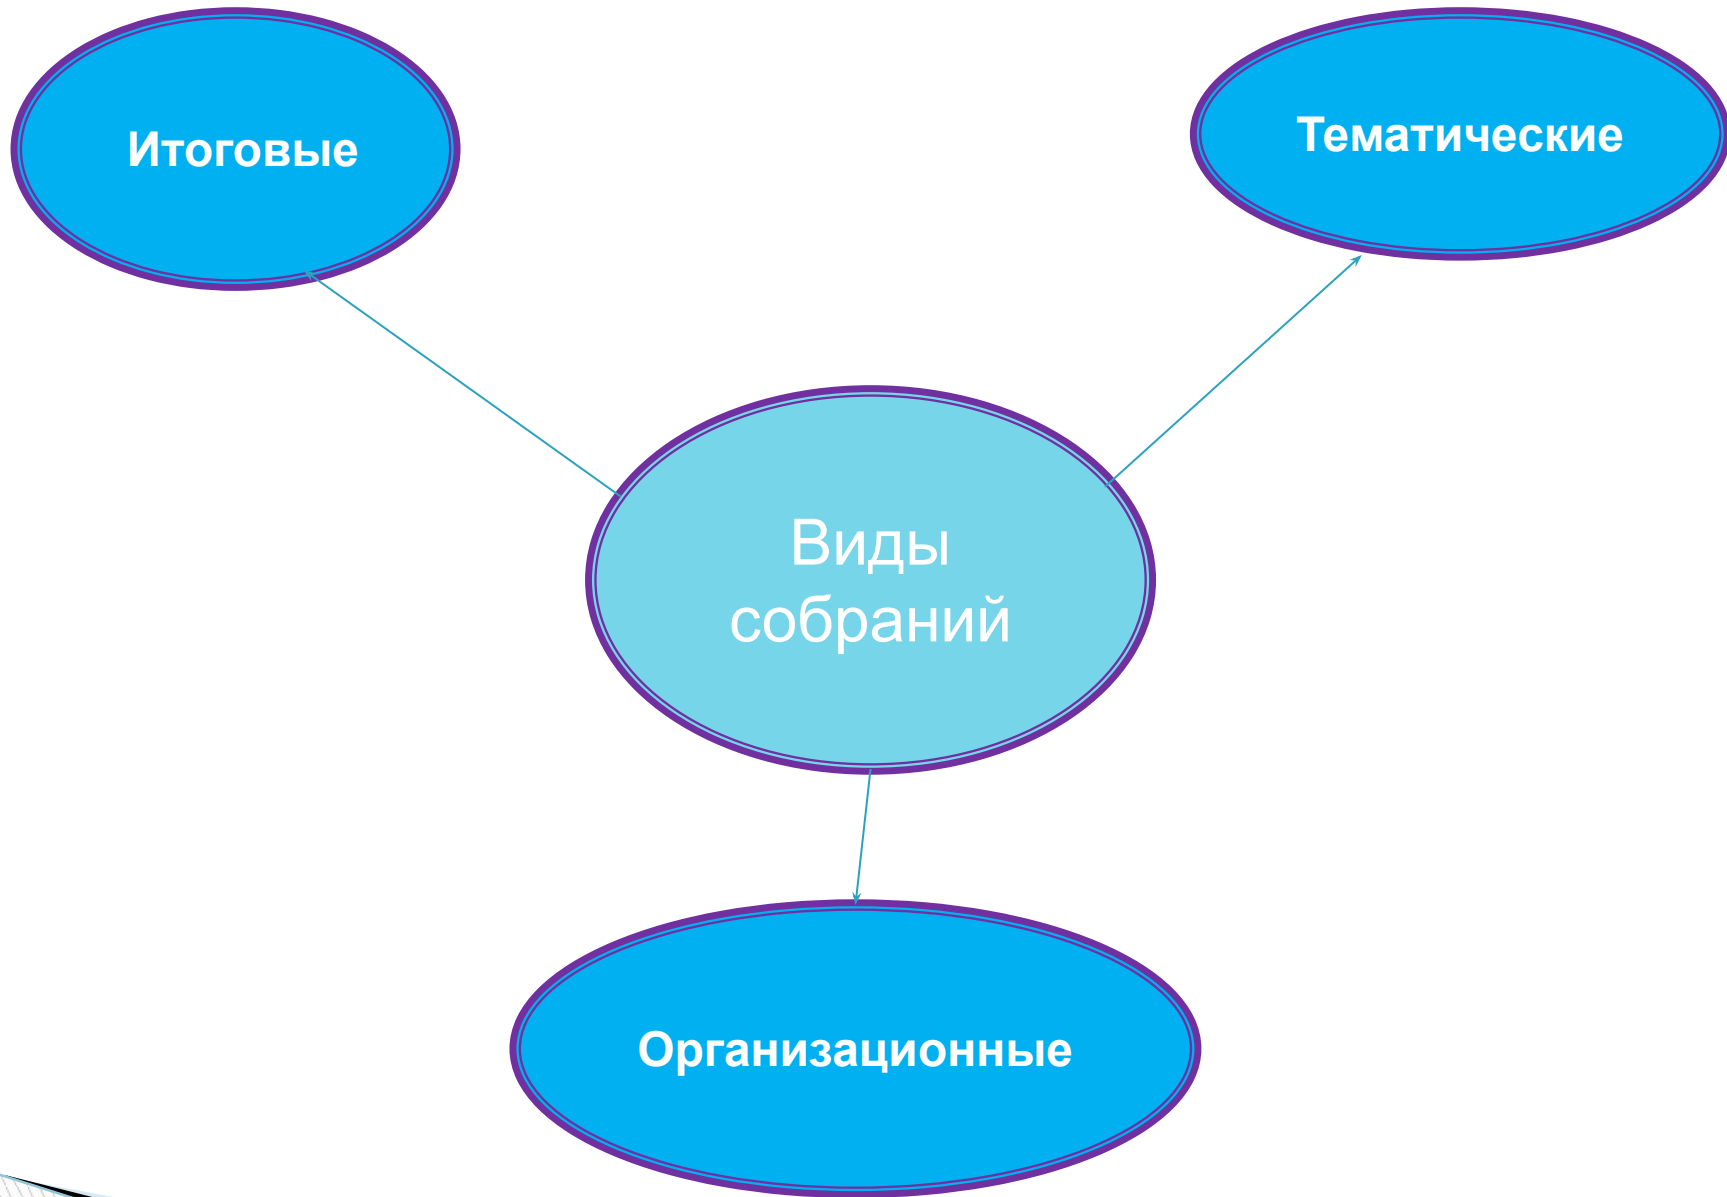 Итоговые
Тематические
Виды
собраний
Организационные